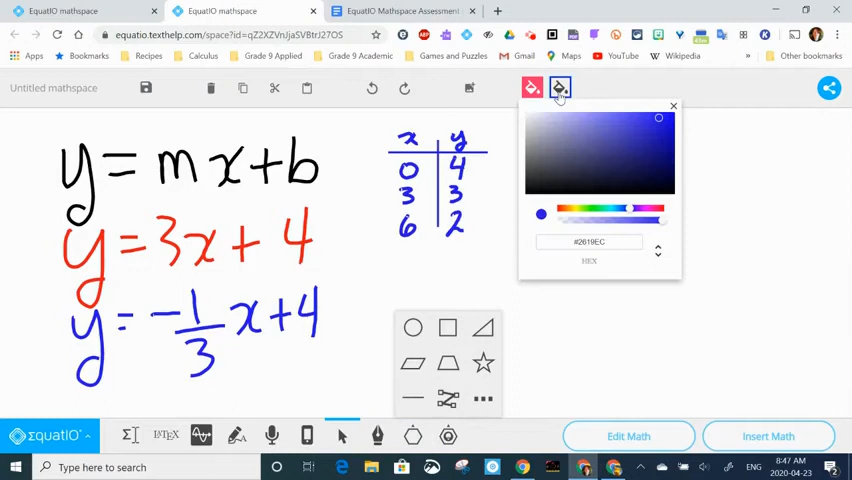 EquatIO mathspace
EquatIO mathspace
EquatIO Mathspace Assessment
equatio.texthelp.com/space?id=qZ2XZVnJjaSVBtrJ27OS
Apps Bookmarks Recipes Grade 9 Applied Grade 9 Academic Calculus Games and Puzzles Gmail Maps YouTube Wikipedia Other bookmarks
Untitled mathspace
y = mx + b
y = 3x + 4
y = -1/3 x + 4
x y
0 4
3 3
6 2
#2619EC
HEX
ΣquatIO
LATEX
Edit Math
Insert Math
Type here to search
ENG
8:47 AM
2020-04-23
2